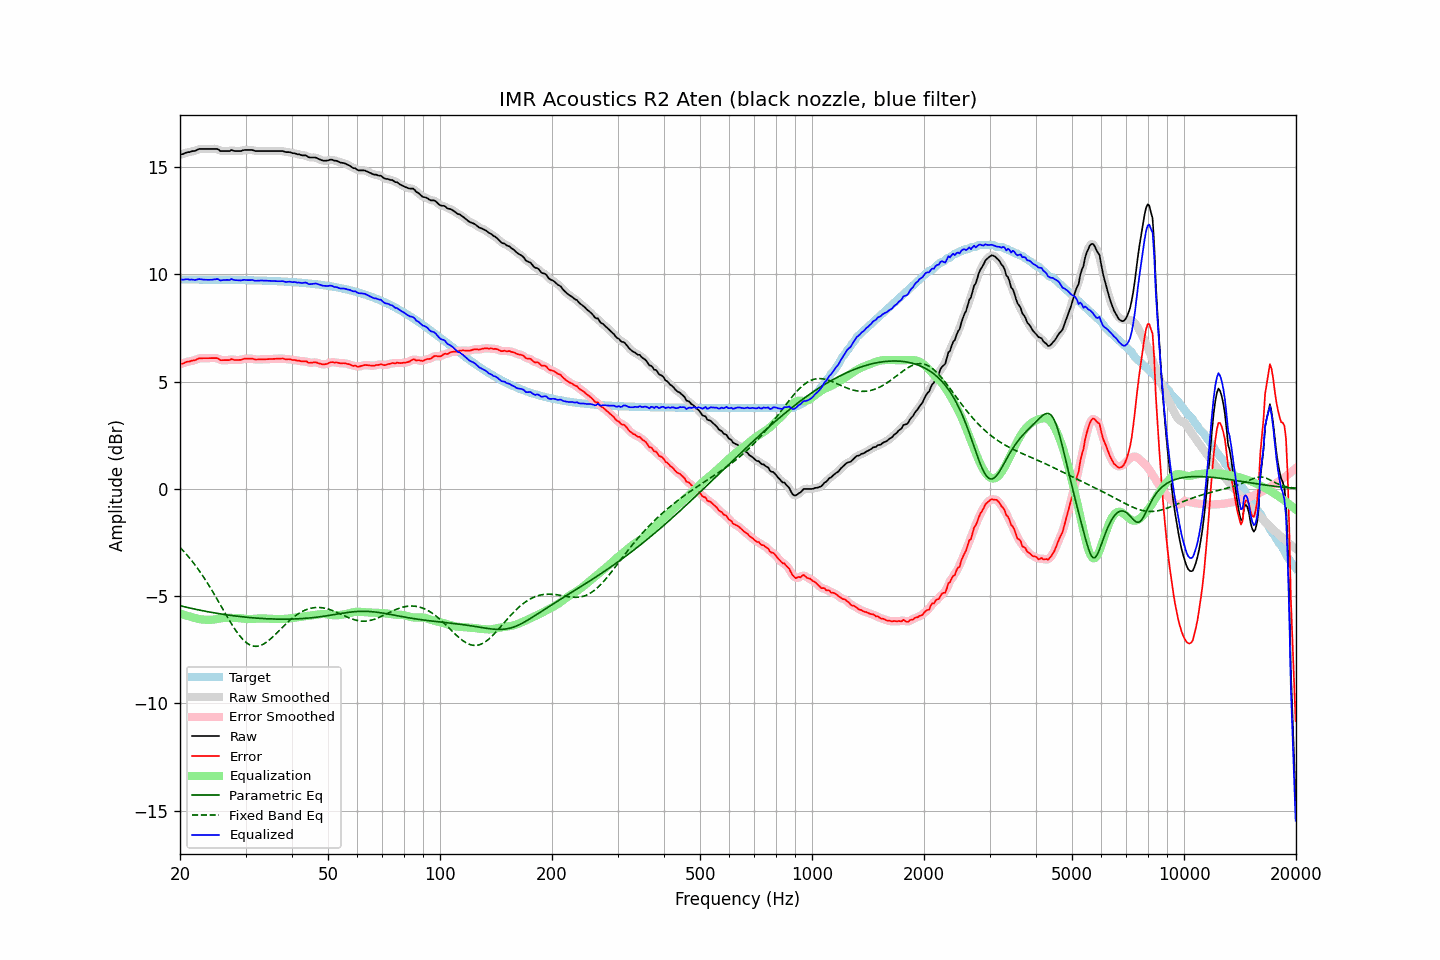 IMR Acoustics R2 Aten (black nozzle, blue filter)
Amplitude (dBr)
15
10
5
0
−5
−10
−15
Target
Raw Smoothed
Error Smoothed
Raw
Error
Equalization
Parametric Eq
Fixed Band Eq
Equalized
20 50 100 200 500 1000 2000 5000 10000 20000
Frequency (Hz)